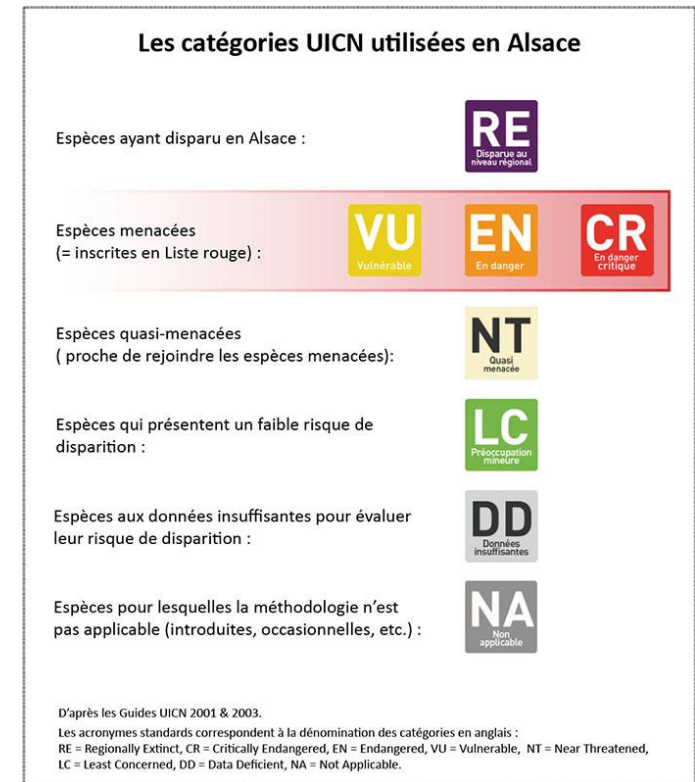 Les catégories UICN utilisées en Alsace
Espèces ayant disparu en Alsace :
RE
Disparue au
niveau régional
Espèces menacées
(= inscrites en Liste rouge) :
VU
Vulnérable
EN
En danger
CR
En danger
critique
Espèces quasi-menacées
( proche de rejoindre les espèces menacées):
NT
Quasi
menacée
Espèces qui présentent un faible risque de
disparition :
LC
Préoccupation
mineure
Espèces aux données insuffisantes pour évaluer
leur risque de disparition :
DD
Données
insuffisantes
Espèces pour lesquelles la méthodologie n'est
pas applicable (introduites, occasionnelles, etc.) :
NA
Non
applicable
D'après les Guides UICN 2001 & 2003.
Les acronymes standards correspondent à la dénomination des catégories en anglais :
RE = Regionally Extinct, CR = Critically Endangered, EN = Endangered, VU = Vulnerable, NT = Near Threatened,
LC = Least Concerned, DD = Data Deficient, NA = Not Applicable.